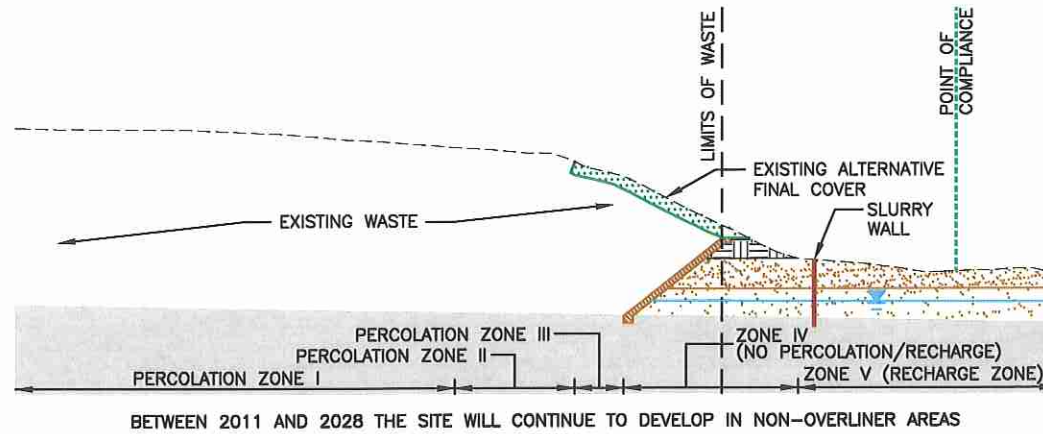 LIMITS OF WASTE
POINT OF
COMPLIANCE
EXISTING ALTERNATIVE
FINAL COVER
EXISTING WASTE
SLURRY
WALL
PERCOLATION ZONE III
ZONE IV
PERCOLATION ZONE II
(NO PERCOLATION/RECHARGE)
PERCOLATION ZONE I
ZONE V (RECHARGE ZONE)
BETWEEN 2011 AND 2028 THE SITE WILL CONTINUE TO DEVELOP IN NON-OVERLINER AREAS